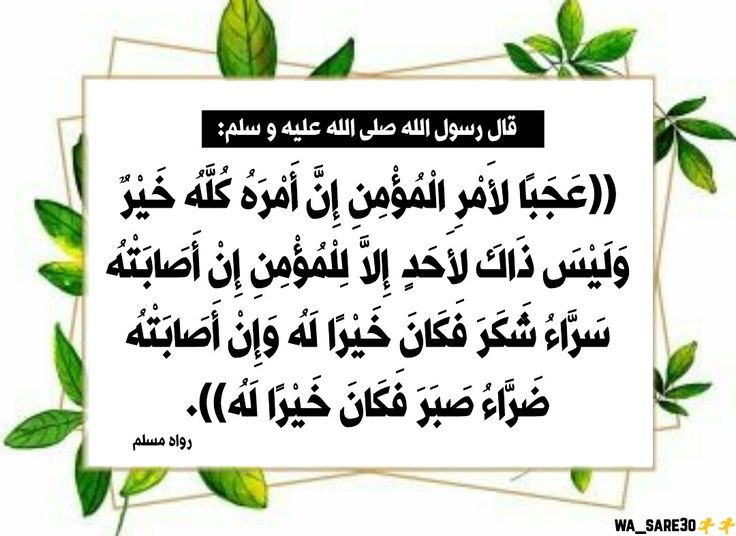 قال رسول الله صلى الله عليه و سلم:
((عَجَبًا لأَمْرِ الْمُؤْمِنِ إِنَّ أَمْرَهُ كُلَّهُ خَيْرٌ
وَلَيْسَ ذَاكَ لأَحَدٍ إِلاَّ لِلْمُؤْمِنِ إِنْ أَصَابَتْهُ
سَرَّاءُ شَكَرَ فَكَانَ خَيْرًا لَهُ وَإِنْ أَصَابَتْهُ
ضَرَّاءُ صَبَرَ فَكَانَ خَيْرًا لَهُ)).
رواه مسلم
WA_SARE30